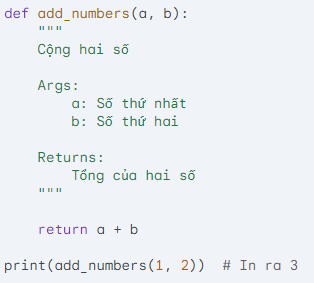 def add_numbers(a, b):
    """
    Cộng hai số

    Args:
        a: Số thứ nhất
        b: Số thứ hai

    Returns:
        Tổng của hai số
    """

    return a + b

print(add_numbers(1, 2))  # In ra 3